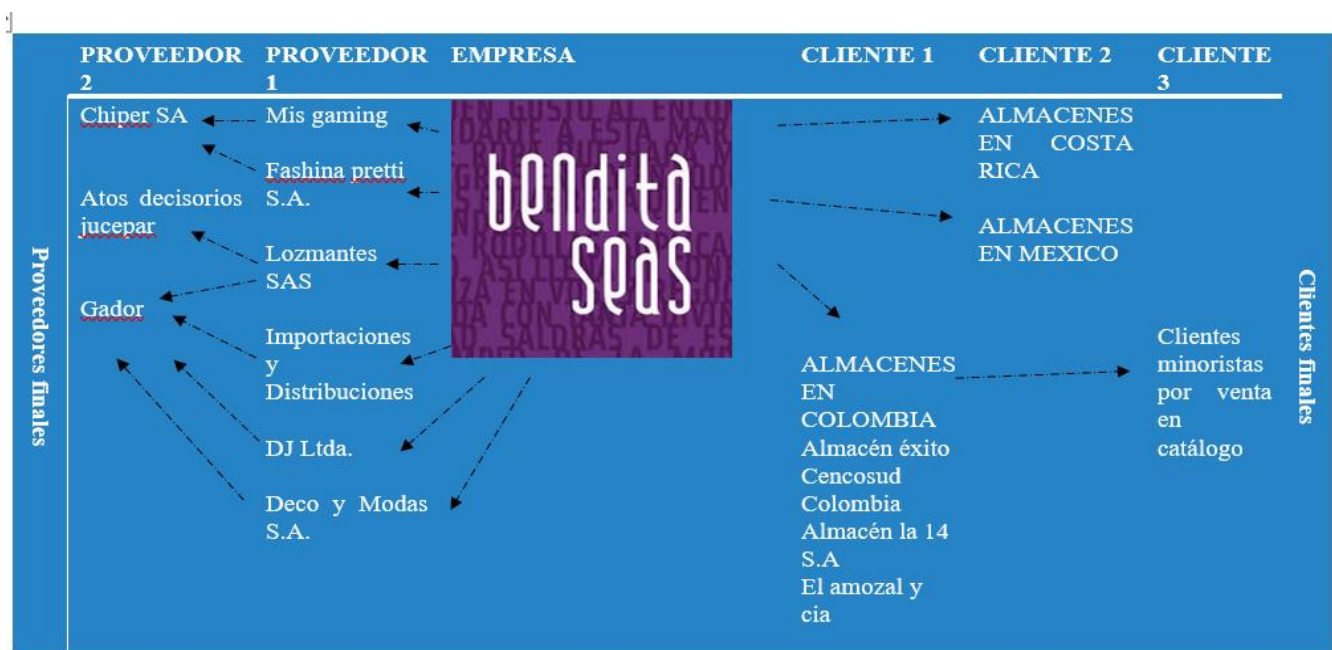 PROVEEDOR
2
PROVEEDOR
1
EMPRESA
CLIENTE 1
CLIENTE 2
CLIENTE
3
Proveedores finales
Chiper SA
Atos decisorios
jucepar
Gador
Mis gaming
Fashina pretti
S.A.
Lozmantes
SAS
Importaciones
y
Distribuciones
DJ Ltda.
Deco y Modas
S.A.
bendita
seas
ALMACENES
EN
COLOMBIA
Almacén éxito
Cencosud
Colombia
Almacén la 14
S.A
El amozal y
cia
ALMACENES
EN COSTA
RICA
ALMACENES
EN MEXICO
Clientes
minoristas
por venta
en
catálogo
Clientes finales